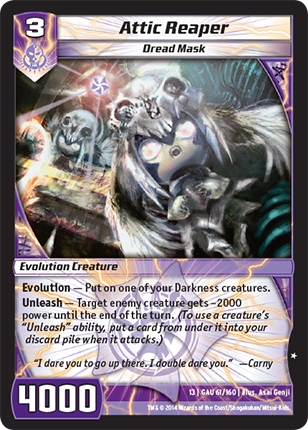 3
Attic Reaper
Dread Mask
Evolution Creature
Evolution — Put on one of your Darkness creatures.
Unleash — Target enemy creature gets –2000
power until the end of the turn. (To use a creature's
"Unleash" ability, put a card from under it into your
discard pile when it attacks.)
"I dare you to go up there. I double dare you." —Carny
13 | GAU 61/160 | Illus. Asai Genji
4000
TM & © 2014 Wizards of the Coast/Shogakukan/Mitsui-Kids.